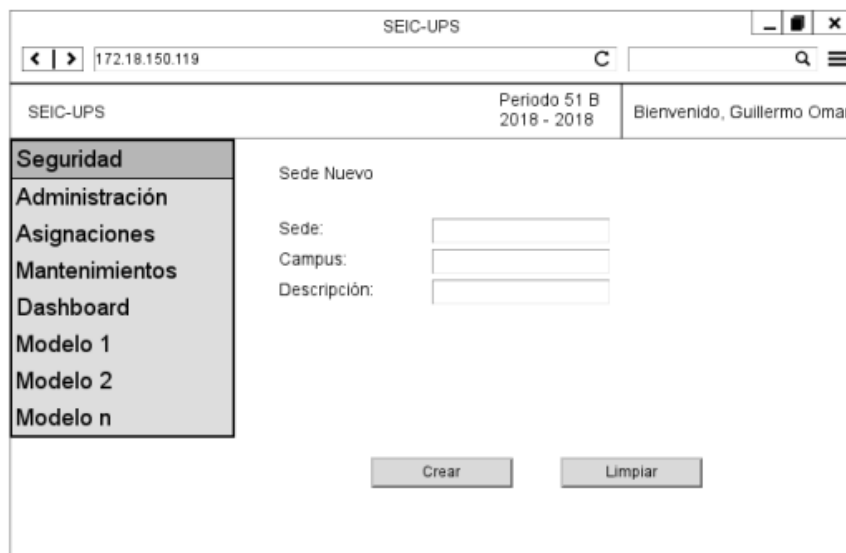 SEIC-UPS
172.18.150.119
SEIC-UPS
Periodo 51 B
2018 - 2018
Bienvenido, Guillermo Omar
Seguridad
Administración
Asignaciones
Mantenimientos
Dashboard
Modelo 1
Modelo 2
Modelo n
Sede Nuevo
Sede:
Campus:
Descripción:
Crear
Limpiar